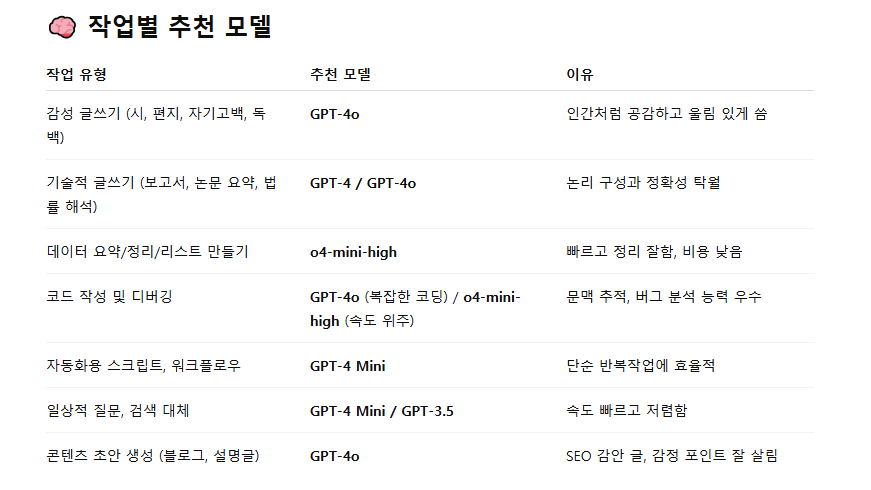 🧠 작업별 추천 모델
작업 유형 추천 모델 이유
감성 글쓰기 (시, 편지, 자기고백, 독
백)
GPT-4o
인간처럼 공감하고 울림 있게 씀
기술적 글쓰기 (보고서, 논문 요약, 법
률 해석)
GPT-4 / GPT-4o
논리 구성과 정확성 탁월
데이터 요약/정리/리스트 만들기
o4-mini-high
빠르고 정리 잘함, 비용 낮음
코드 작성 및 디버깅
GPT-4o (복잡한 코딩) / o4-mini-
high (속도 위주)
문맥 추적, 버그 분석 능력 우수
자동화용 스크립트, 워크플로우
GPT-4 Mini
단순 반복작업에 효율적
일상적 질문, 검색 대체
GPT-4 Mini / GPT-3.5
속도 빠르고 저렴함
콘텐츠 초안 생성 (블로그, 설명글)
GPT-4o
SEO 감안 글, 감정 포인트 잘 살림